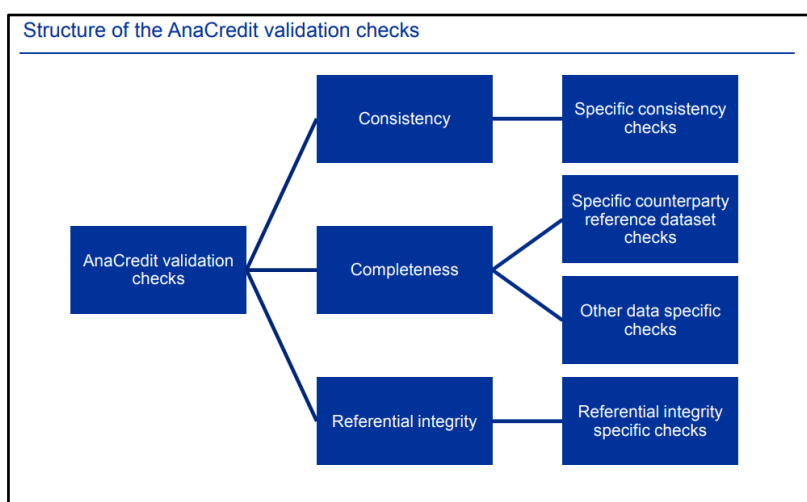 Structure of the AnaCredit validation checks
Consistency
Specific consistency
checks
Specific counterparty
reference dataset
checks
AnaCredit validation
checks
Completeness
Other data specific
checks
Referential integrity
Referential integrity
specific checks